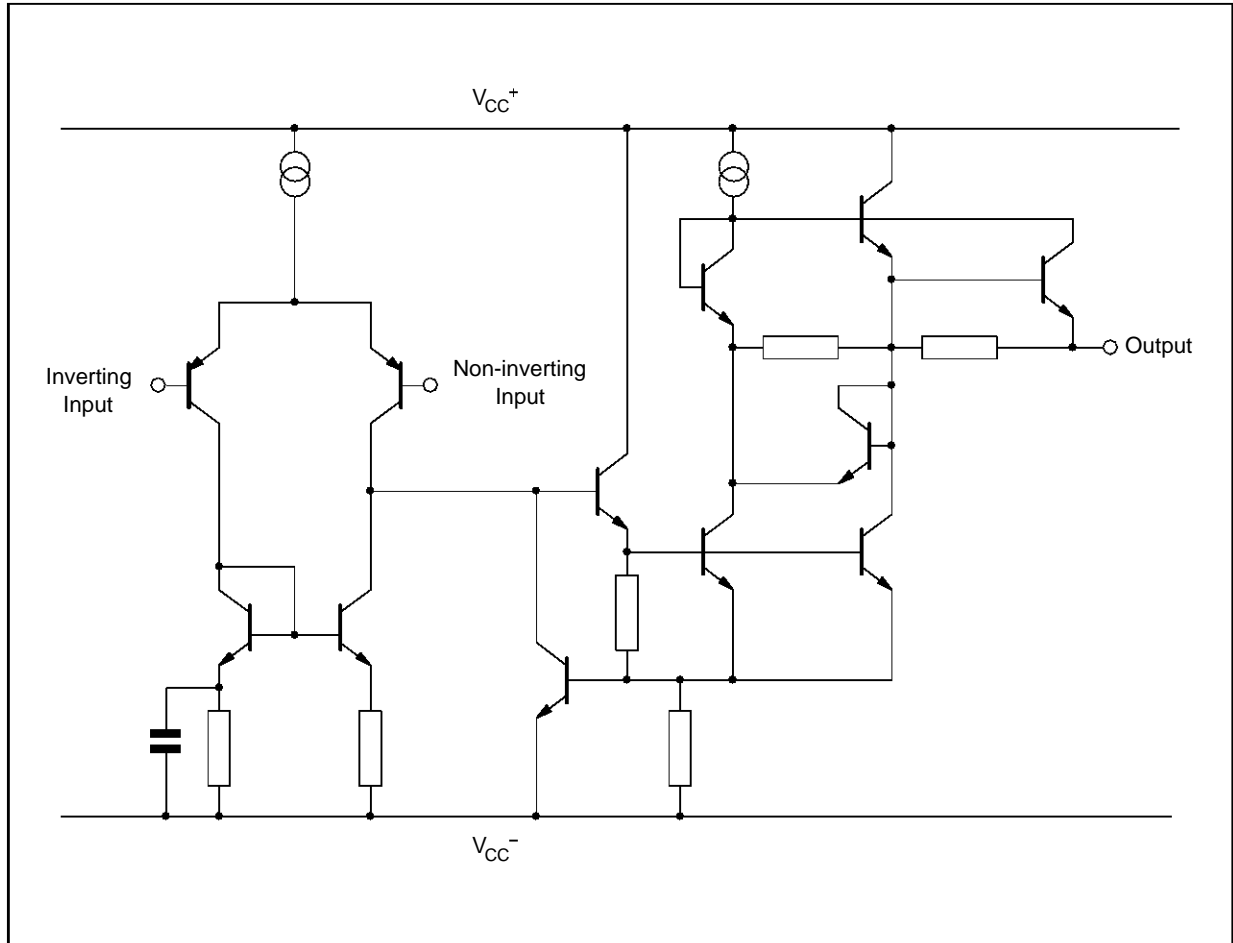 VCC+
Inverting
Input
Non-inverting
Input
Output
VCC−